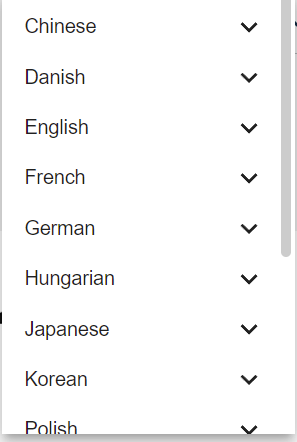 Chinese
Danish
English
French
German
Hungarian
Japanese
Korean
Polish